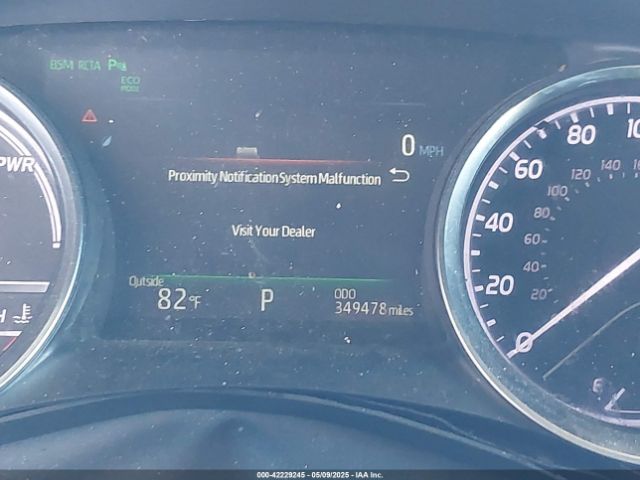 BSM RCTA P
ECO
MODE
PWR
0 MPH
Proximity Notification System Malfunction
Visit Your Dealer
Outside
82°F
P
ODO
349478 miles
H
0
20
40
60
80
20
40
60
80
100
120
140
000-42229245 - 05/09/2025 - IAA Inc.